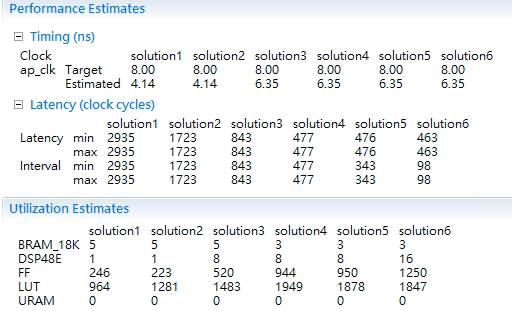 Performance Estimates
Timing (ns)
Clock solution1 solution2 solution3 solution4 solution5 solution6
ap_clk Target 8.00 8.00 8.00 8.00 8.00 8.00
Estimated 4.14 4.14 6.35 6.35 6.35 6.35
Latency (clock cycles)
solution1 solution2 solution3 solution4 solution5 solution6
Latency min 2935 1723 843 477 476 463
max 2935 1723 843 477 476 463
Interval min 2935 1723 843 477 343 98
max 2935 1723 843 477 343 98
Utilization Estimates
solution1 solution2 solution3 solution4 solution5 solution6
BRAM_18K 5 5 5 3 3 3
DSP48E 1 1 8 8 8 16
FF 246 223 520 944 950 1250
LUT 964 1281 1483 1949 1878 1847
URAM 0 0 0 0 0 0